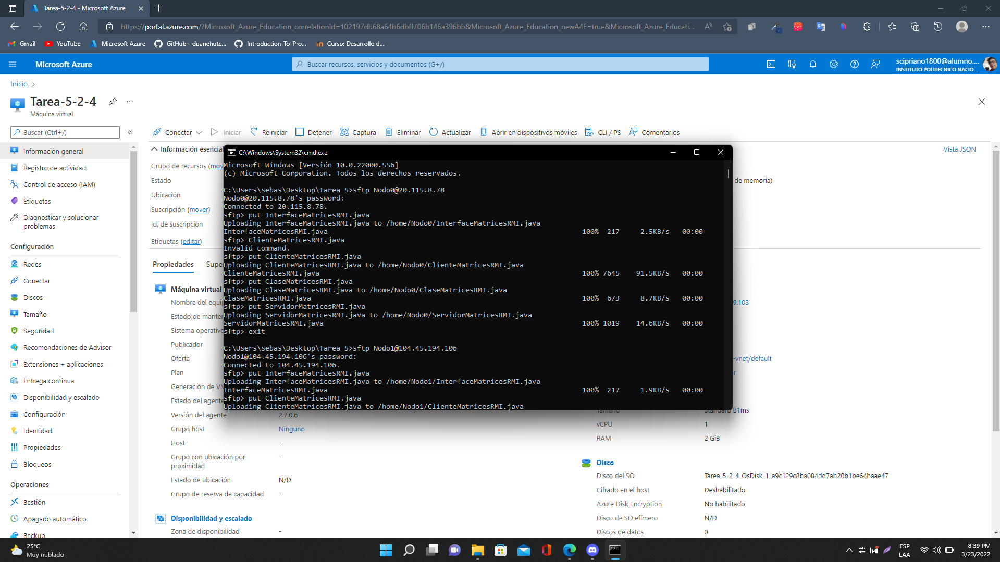 Tarea-5-2-4 - Microsoft Azure
https://portal.azure.com/?Microsoft_Azure_Education_correlationId=102197db68a64b6dbff706b146a396bb&Microsoft_Azure_Education_newA4E=true&Microsoft_Azure_Educati...
Gmail
YouTube
Microsoft Azure
GitHub - duanehutc...
Introduction-To-Pro...
Curso: Desarrollo d...
Microsoft Azure
Buscar recursos, servicios y documentos (G+/)
scipriano1800@alumno....
INSTITUTO POLITECNICO NACIO...
Inicio
Tarea-5-2-4
Máquina virtual
Buscar (Ctrl+/)
Conectar
Iniciar
Reiniciar
Detener
Captura
Eliminar
Actualizar
Abrir en dispositivos móviles
CLI / PS
Comentarios
Información general
Registro de actividad
Control de acceso (IAM)
Etiquetas
Diagnosticar y solucionar
problemas
Configuración
Redes
Conectar
Discos
Tamaño
Seguridad
Recomendaciones de Advisor
Extensiones + aplicaciones
Entrega continua
Disponibilidad y escalado
Configuración
Identidad
Propiedades
Bloqueos
Operaciones
Bastión
Apagado automático
Backup
Información esencial
Vista JSON
Grupo de recursos (mov
Estado
de memoria)
Ubicación
Suscripción (mover)
Id. de suscripción
Etiquetas (editar)
Propiedades
Supe
C:\Windows\System32\cmd.exe
Microsoft Windows [Versión 10.0.22000.556]
(c) Microsoft Corporation. Todos los derechos reservados.
C:\Users\sebas\Desktop\Tarea 5>sftp Nodo0@20.115.8.78
Nodo0@20.115.8.78's password:
Connected to 20.115.8.78.
sftp> put InterfaceMatricesRMI.java
Uploading InterfaceMatricesRMI.java to /home/Nodo0/InterfaceMatricesRMI.java
InterfaceMatricesRMI.java 100% 217 2.5KB/s 00:00
sftp> ClienteMatricesRMI.java
Invalid command.
sftp> put ClienteMatricesRMI.java
Uploading ClienteMatricesRMI.java to /home/Nodo0/ClienteMatricesRMI.java
ClienteMatricesRMI.java 100% 7645 91.5KB/s 00:00
sftp> put ClaseMatricesRMI.java
Uploading ClaseMatricesRMI.java to /home/Nodo0/ClaseMatricesRMI.java
ClaseMatricesRMI.java 100% 673 8.7KB/s 00:00
sftp> put ServidorMatricesRMI.java
Uploading ServidorMatricesRMI.java to /home/Nodo0/ServidorMatricesRMI.java
ServidorMatricesRMI.java 100% 1019 14.6KB/s 00:00
sftp> exit
C:\Users\sebas\Desktop\Tarea 5>sftp Nodo1@104.45.194.106
Nodo1@104.45.194.106's password:
Connected to 104.45.194.106.
sftp> put InterfaceMatricesRMI.java
Uploading InterfaceMatricesRMI.java to /home/Nodo1/InterfaceMatricesRMI.java
InterfaceMatricesRMI.java 100% 217 1.9KB/s 00:00
sftp> put ClienteMatricesRMI.java
Uploading ClienteMatricesRMI.java to /home/Nodo1/ClienteMatricesRMI.java
Máquina virtual
Nombre del equip
Estado de mante
Sistema operativo
Publicador
Oferta
Plan
Generación de VM
Estado del agente
Versión del agente
2.7.0.6
Grupo host
Ninguno
Host
-
Grupo con ubicación por
proximidad
-
Estado de ubicación
N/D
Grupo de reserva de capacidad
-
Disponibilidad y escalado
Zona de disponibilidad
-
9.108
-vnet/default
Tamaño
Standard B1ms
vCPU
1
RAM
2 GiB
Disco
Disco del SO
Tarea-5-2-4_OsDisk_1_a9c129c8ba084dd7ab20b1be64baae47
Cifrado en el host
Deshabilitado
Azure Disk Encryption
No habilitado
Disco de SO efímero
N/D
Discos de datos
0
25°C
Muy nublado
ESP
LAA
8:39 PM
3/23/2022